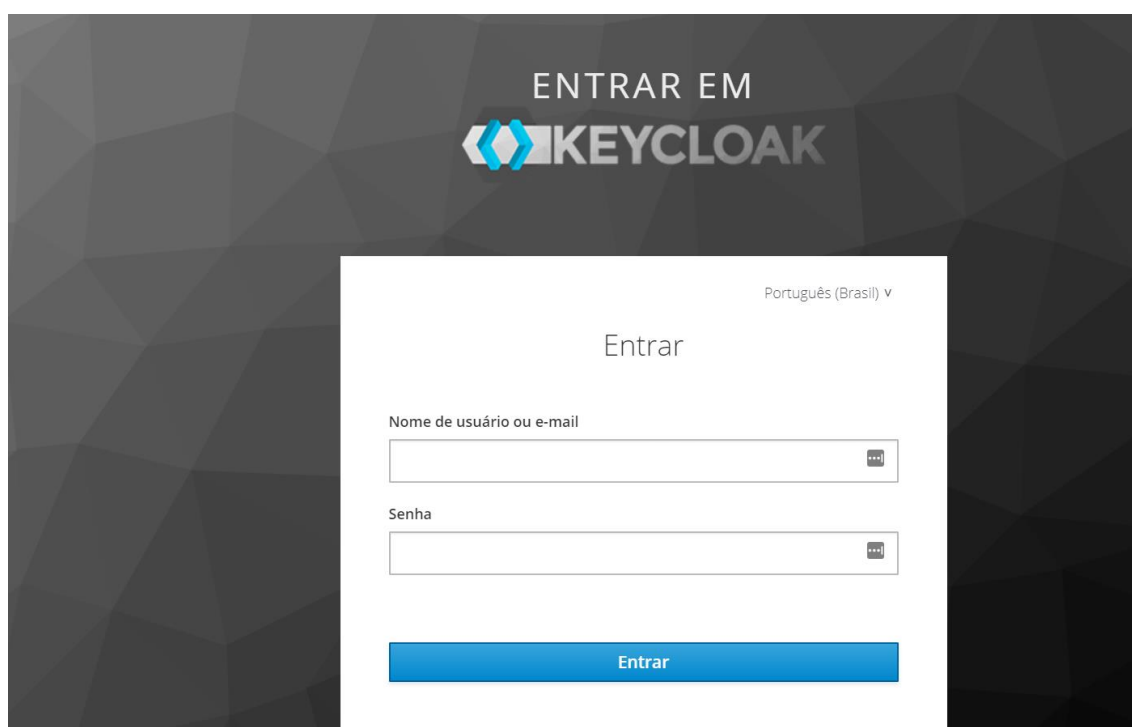 ENTRAR EM
KEYCLOAK
Português (Brasil) v
Entrar
Nome de usuário ou e-mail
Senha
Entrar